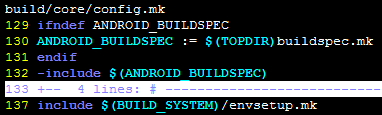 build/core/config.mk
129 ifndef ANDROID_BUILDSPEC
130 ANDROID_BUILDSPEC := $(TOPDIR)buildspec.mk
131 endif
132 -include $(ANDROID_BUILDSPEC)
133 +-- 4 lines: # ---------------------------
137 include $(BUILD_SYSTEM)/envsetup.mk